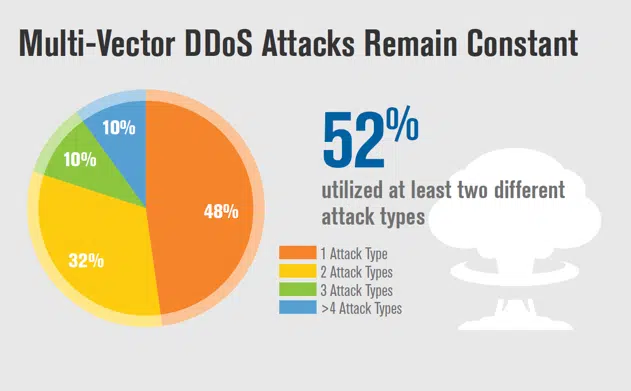 Multi-Vector DDoS Attacks Remain Constant
10%
10%
48%
32%
52%
utilized at least two different
attack types
1 Attack Type
2 Attack Types
3 Attack Types
>4 Attack Types